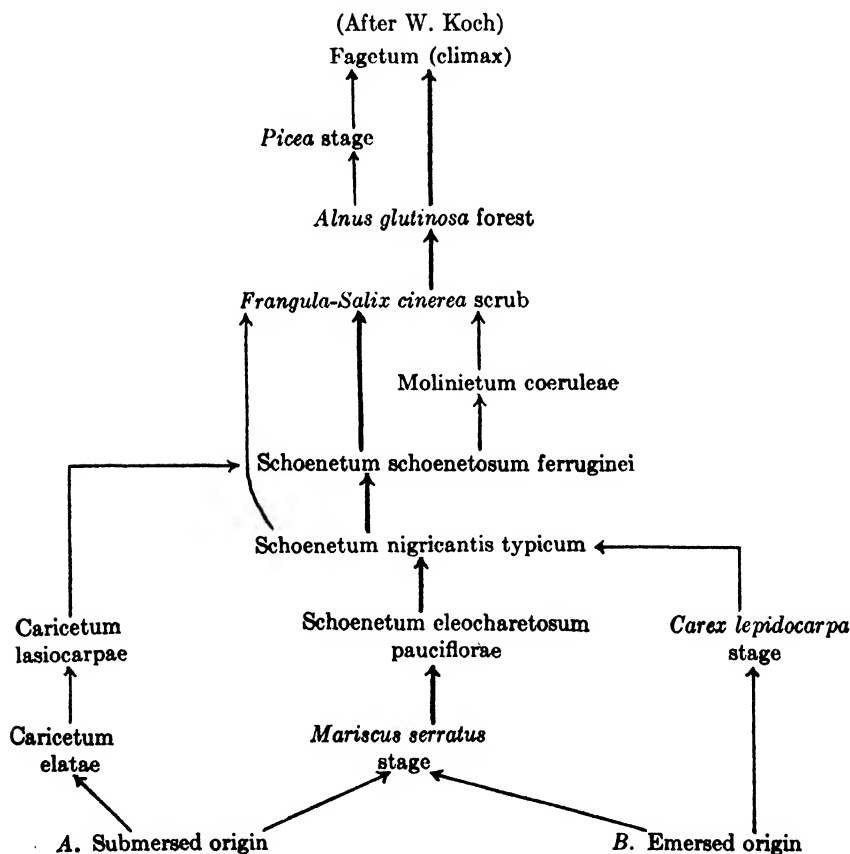 (After W. Koch)
Fagetum (climax)
Picea stage
Alnus glutinosa forest
Frangula-Salix cinerea scrub
Molinietum coeruleae
Schoenetum schoenetosum ferruginei
Schoenetum nigricantis typicum
Caricetum
lasiocarpae
Schoenetum eleocharetosum
pauciflorae
Carex lepidocarpa
stage
Caricetum
elatae
Mariscus serratus
stage
A. Submersed origin
B. Emersed origin